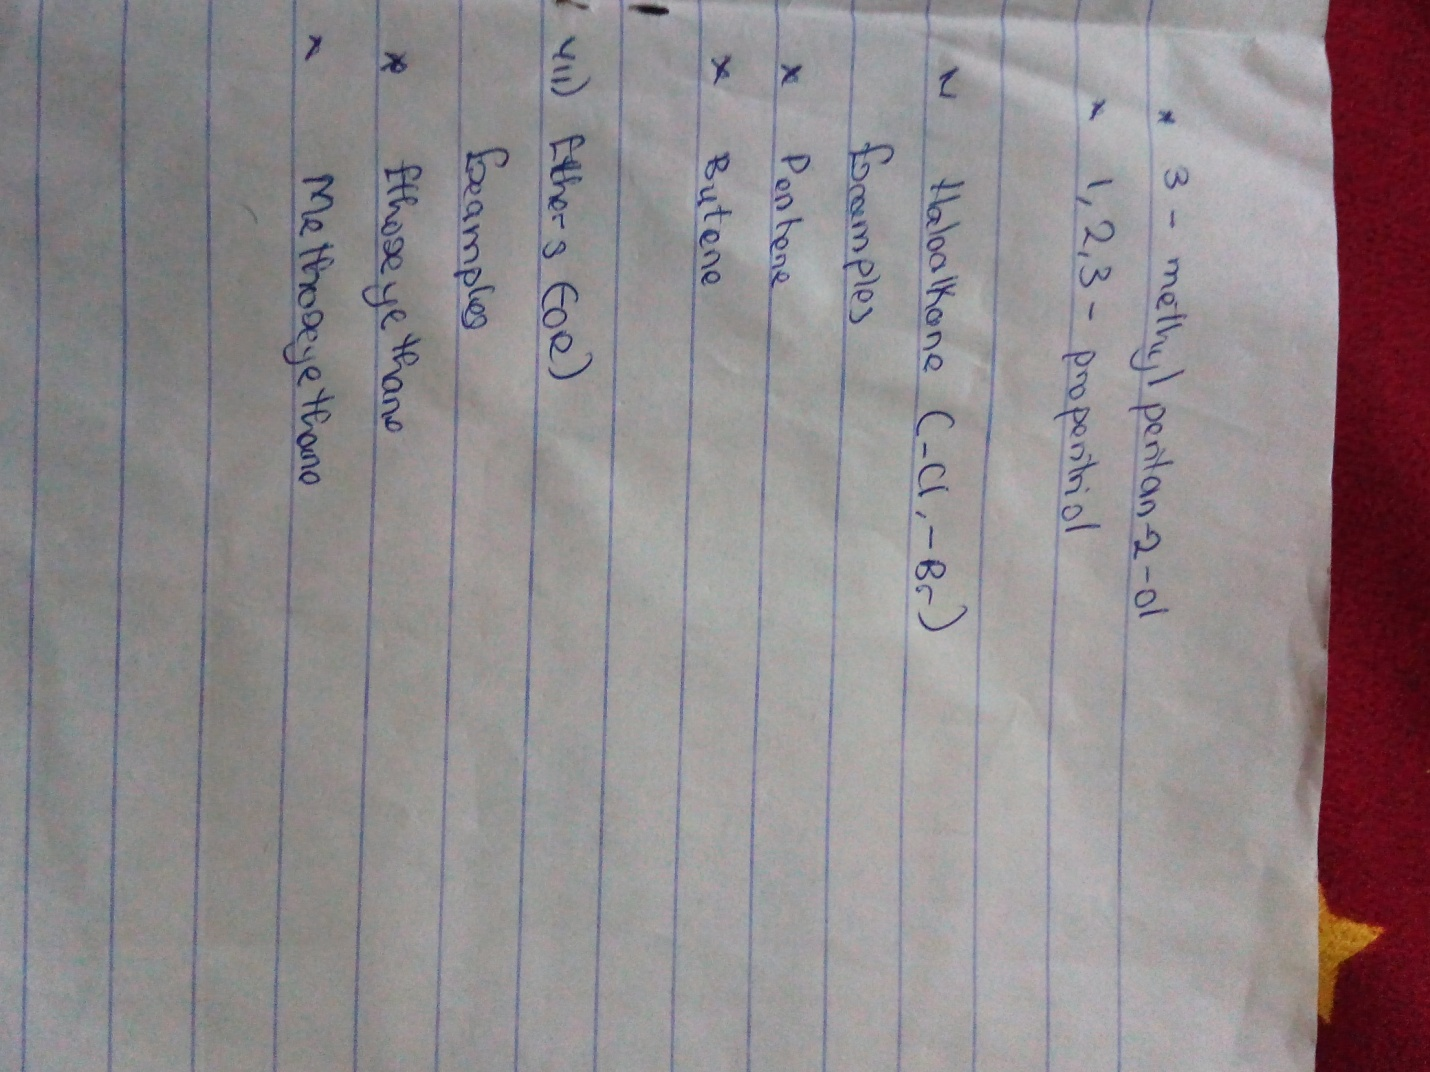 * 3 - methyl pentan-2-ol
* 1,2,3 - propentriol
~ Haloalkane (-Cl,-Br)
Examples
* Pentene
* Butene
vii) Ethers (-OR)
Examples
* Ethoxyethane
* Methoxyethane